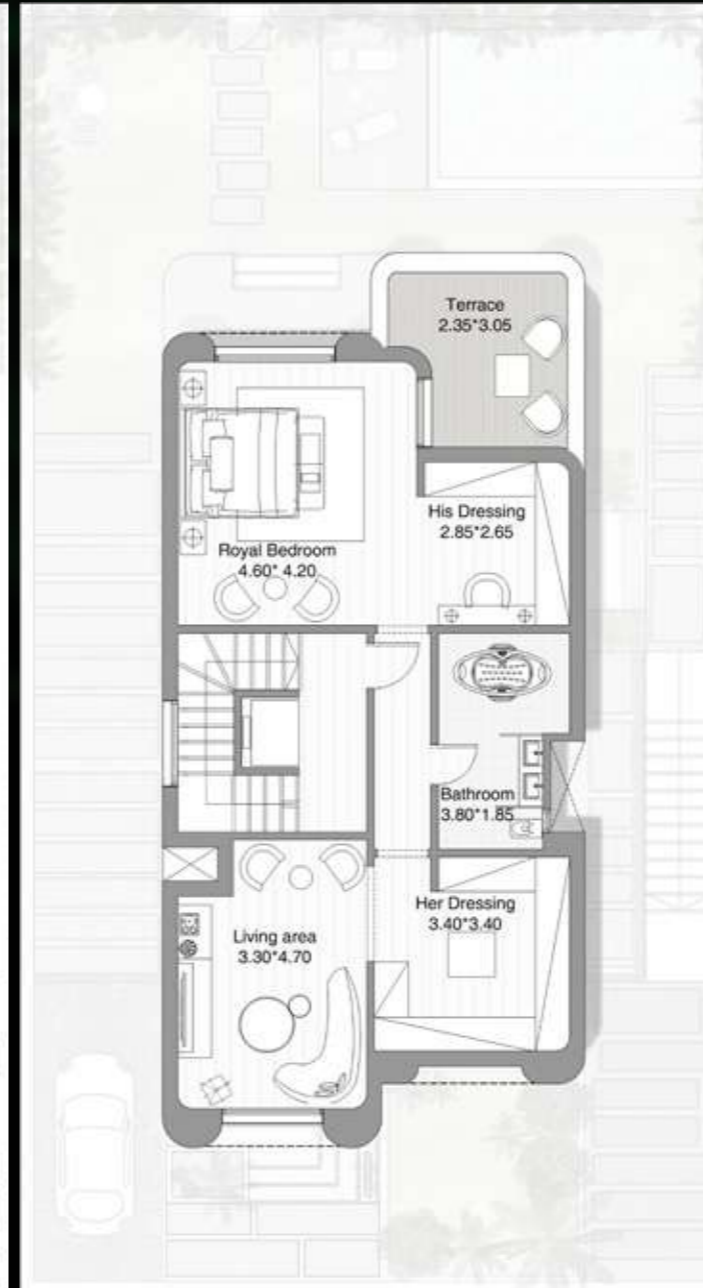 Terrace
2.35*3.05
His Dressing
2.85*2.65
Royal Bedroom
4.60* 4.20
Bathroom
3.80*1.85
Her Dressing
3.40*3.40
Living area
3.30*4.70